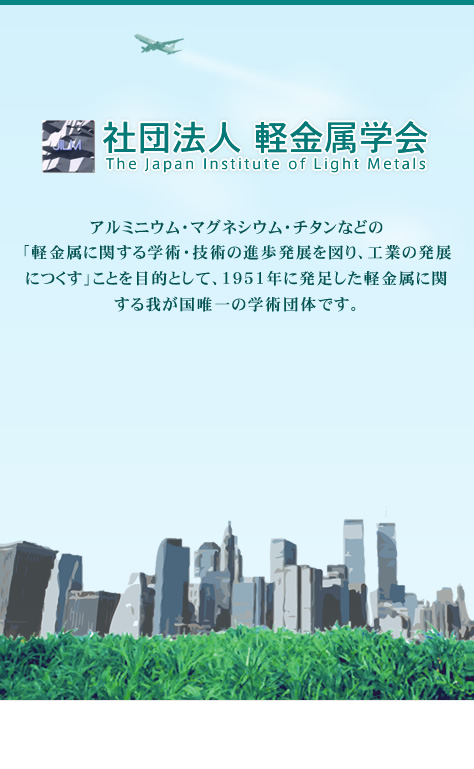 JILM
社団法人 軽金属学会
The Japan Institute of Light Metals
アルミニウム・マグネシウム・チタンなどの
「軽金属に関する学術・技術の進歩発展を図り、工業の発展
につくす」ことを目的として、1951年に発足した軽金属に関
する我が国唯一の学術団体です。